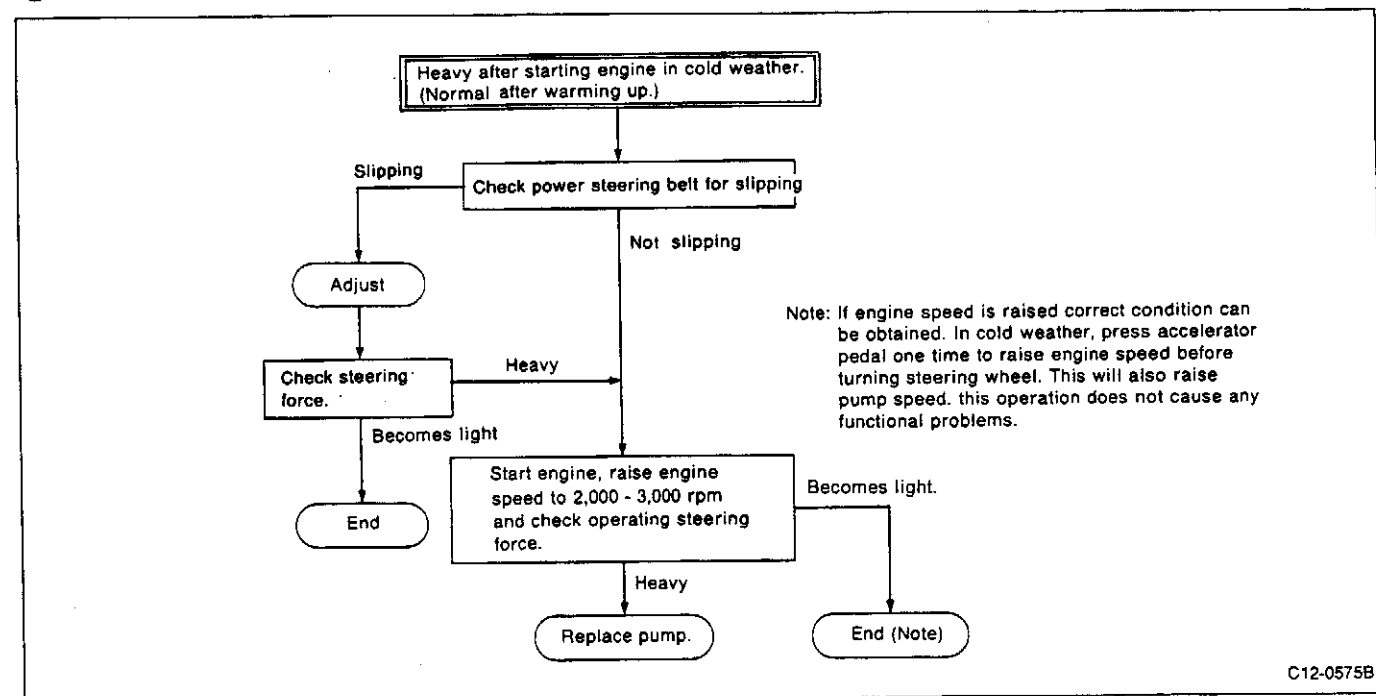 Heavy after starting engine in cold weather.
(Normal after warming up.)
Slipping
Check power steering belt for slipping
Not slipping
Adjust
Note: If engine speed is raised correct condition can
be obtained. In cold weather, press accelerator
pedal one time to raise engine speed before
turning steering wheel. This will also raise
pump speed. this operation does not cause any
functional problems.
Check steering
force.
Heavy
Becomes light
End
Start engine, raise engine
speed to 2,000 - 3,000 rpm
and check operating steering
force.
Becomes light.
Heavy
Replace pump.
End (Note)
C12-0575B